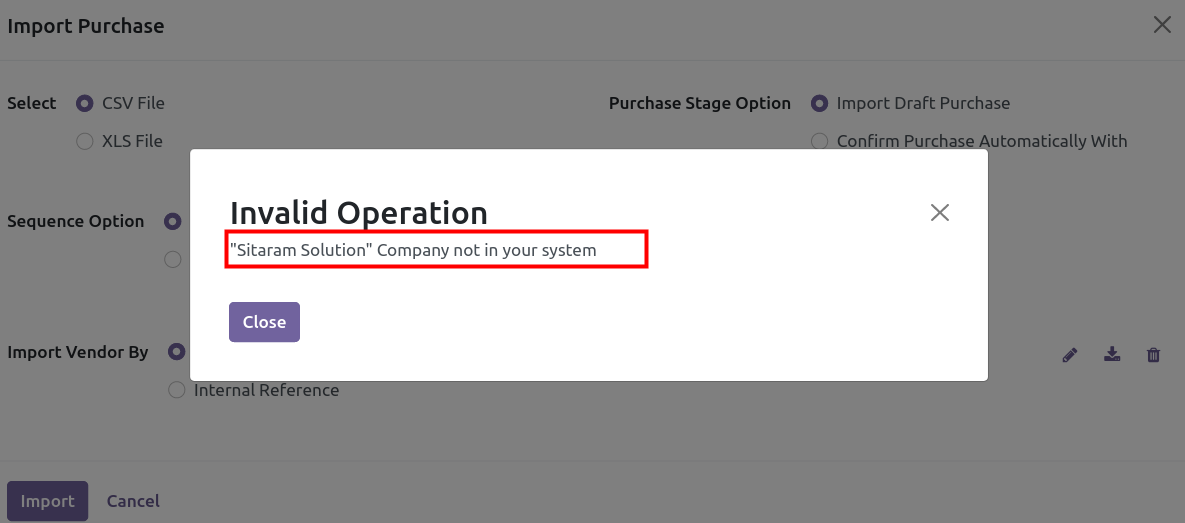 Import Purchase
Select
CSV File
Purchase Stage Option
Import Draft Purchase
XLS File
Confirm Purchase Automatically With
Invalid Operation
Sequence Option
"Sitaram Solution" Company not in your system
Close
Import Vendor By
Internal Reference
Import
Cancel